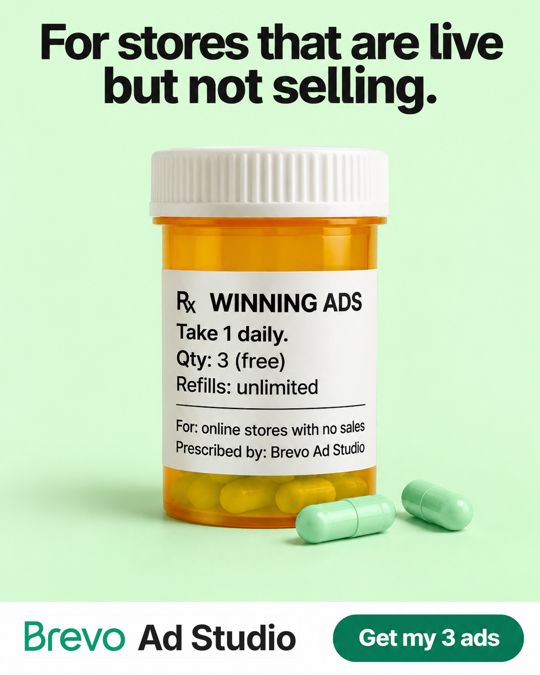 For stores that are live
but not selling.
Rx WINNING ADS
Take 1 daily.
Qty: 3 (free)
Refills: unlimited
For: online stores with no sales
Prescribed by: Brevo Ad Studio
Brevo Ad Studio
Get my 3 ads